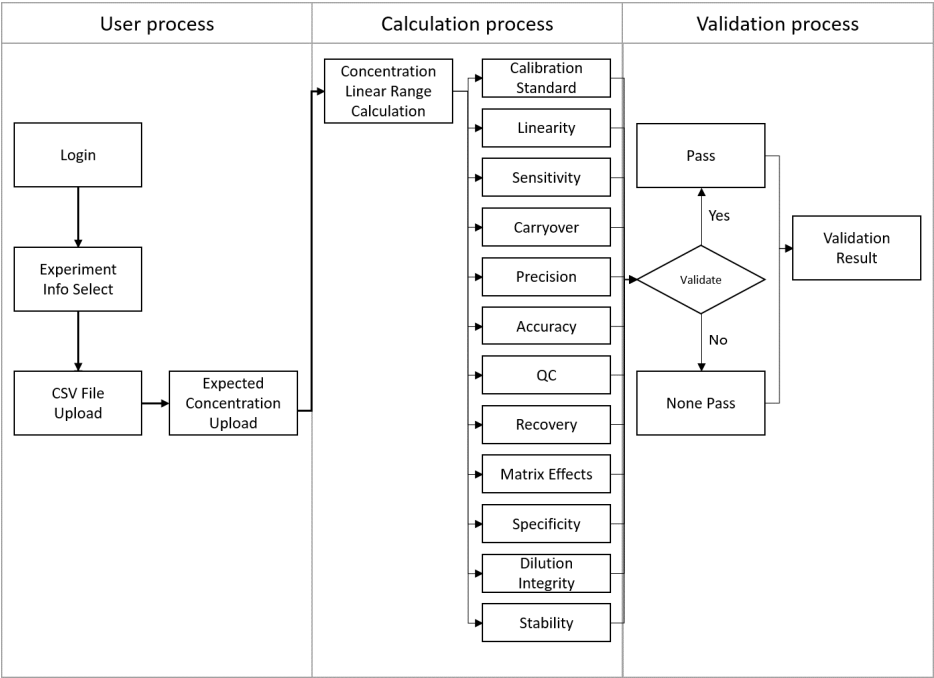 User process
Calculation process
Validation process
Login
Experiment
Info Select
CSV File
Upload
Expected
Concentration
Upload
Concentration
Linear Range
Calculation
Calibration
Standard
Linearity
Sensitivity
Carryover
Precision
Accuracy
QC
Recovery
Matrix Effects
Specificity
Dilution
Integrity
Stability
Pass
Yes
Validate
No
None Pass
Validation
Result